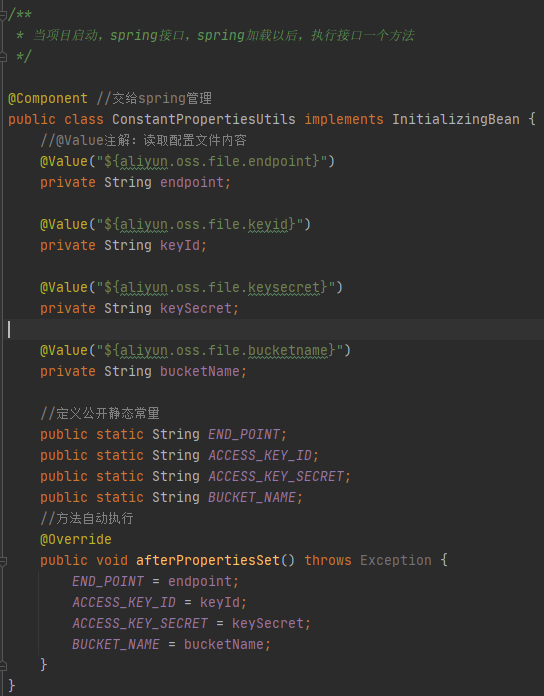 /**
 * 当项目启动，spring接口，spring加载以后，执行接口一个方法
 */
@Component //交给spring管理
public class ConstantPropertiesUtils implements InitializingBean {
    //@Value注解：读取配置文件内容
    @Value("${aliyun.oss.file.endpoint}")
    private String endpoint;
    @Value("${aliyun.oss.file.keyid}")
    private String keyId;
    @Value("${aliyun.oss.file.keysecret}")
    private String keySecret;
    @Value("${aliyun.oss.file.bucketname}")
    private String bucketName;
    //定义公开静态常量
    public static String END_POINT;
    public static String ACCESS_KEY_ID;
    public static String ACCESS_KEY_SECRET;
    public static String BUCKET_NAME;
    //方法自动执行
    @Override
    public void afterPropertiesSet() throws Exception {
        END_POINT = endpoint;
        ACCESS_KEY_ID = keyId;
        ACCESS_KEY_SECRET = keySecret;
        BUCKET_NAME = bucketName;
    }
}